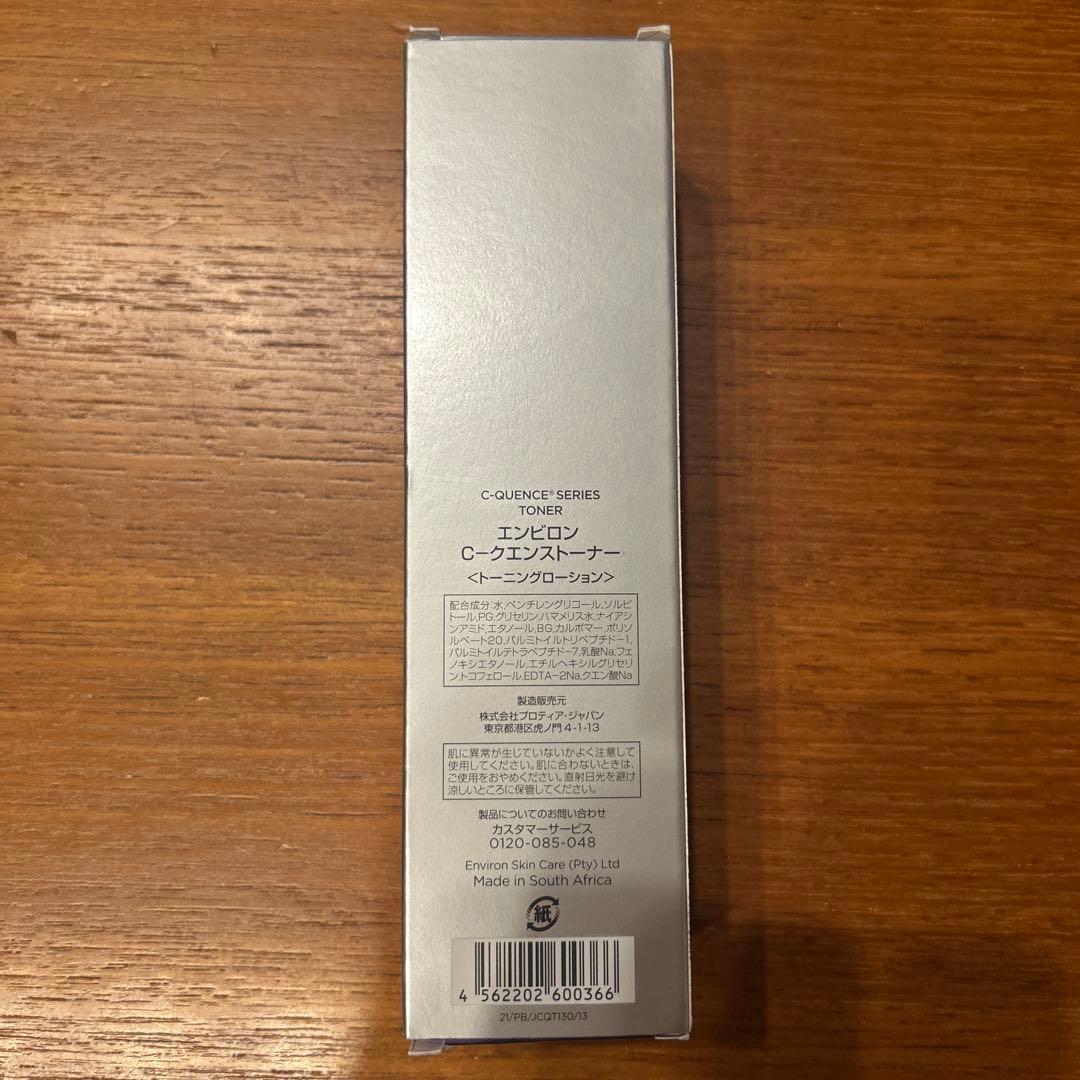 C-QUENCE® SERIES
TONER
エンビロン
C-クエンストーナー
<トーニングローション>
配合成分:水,ペンチレングリコール,ソルビ
トール,PG,グリセリン,ハマメリス水,ナイアシ
ンアミド,エタノール,BG,カルボマー,ポリソ
ルベート20,パルミトイルトリペプチド-1,
パルミトイルテトラペプチド-7,乳酸Na,フェ
ノキシエタノール,エチルヘキシルグリセリ
ン,トコフェロール,EDTA-2Na,クエン酸Na
製造販売元
株式会社プロティア・ジャパン
東京都港区虎ノ門 4-1-13
肌に異常が生じていないかよく注意して
使用してください。肌に合わないときは、
ご使用をおやめください。直射日光を避け
涼しいところに保管してください。
製品についてのお問い合わせ
カスタマーサービス
0120-085-048
Environ Skin Care (Pty) Ltd
Made in South Africa
紙
4 562202 600366
21/PB/JCQT130/13